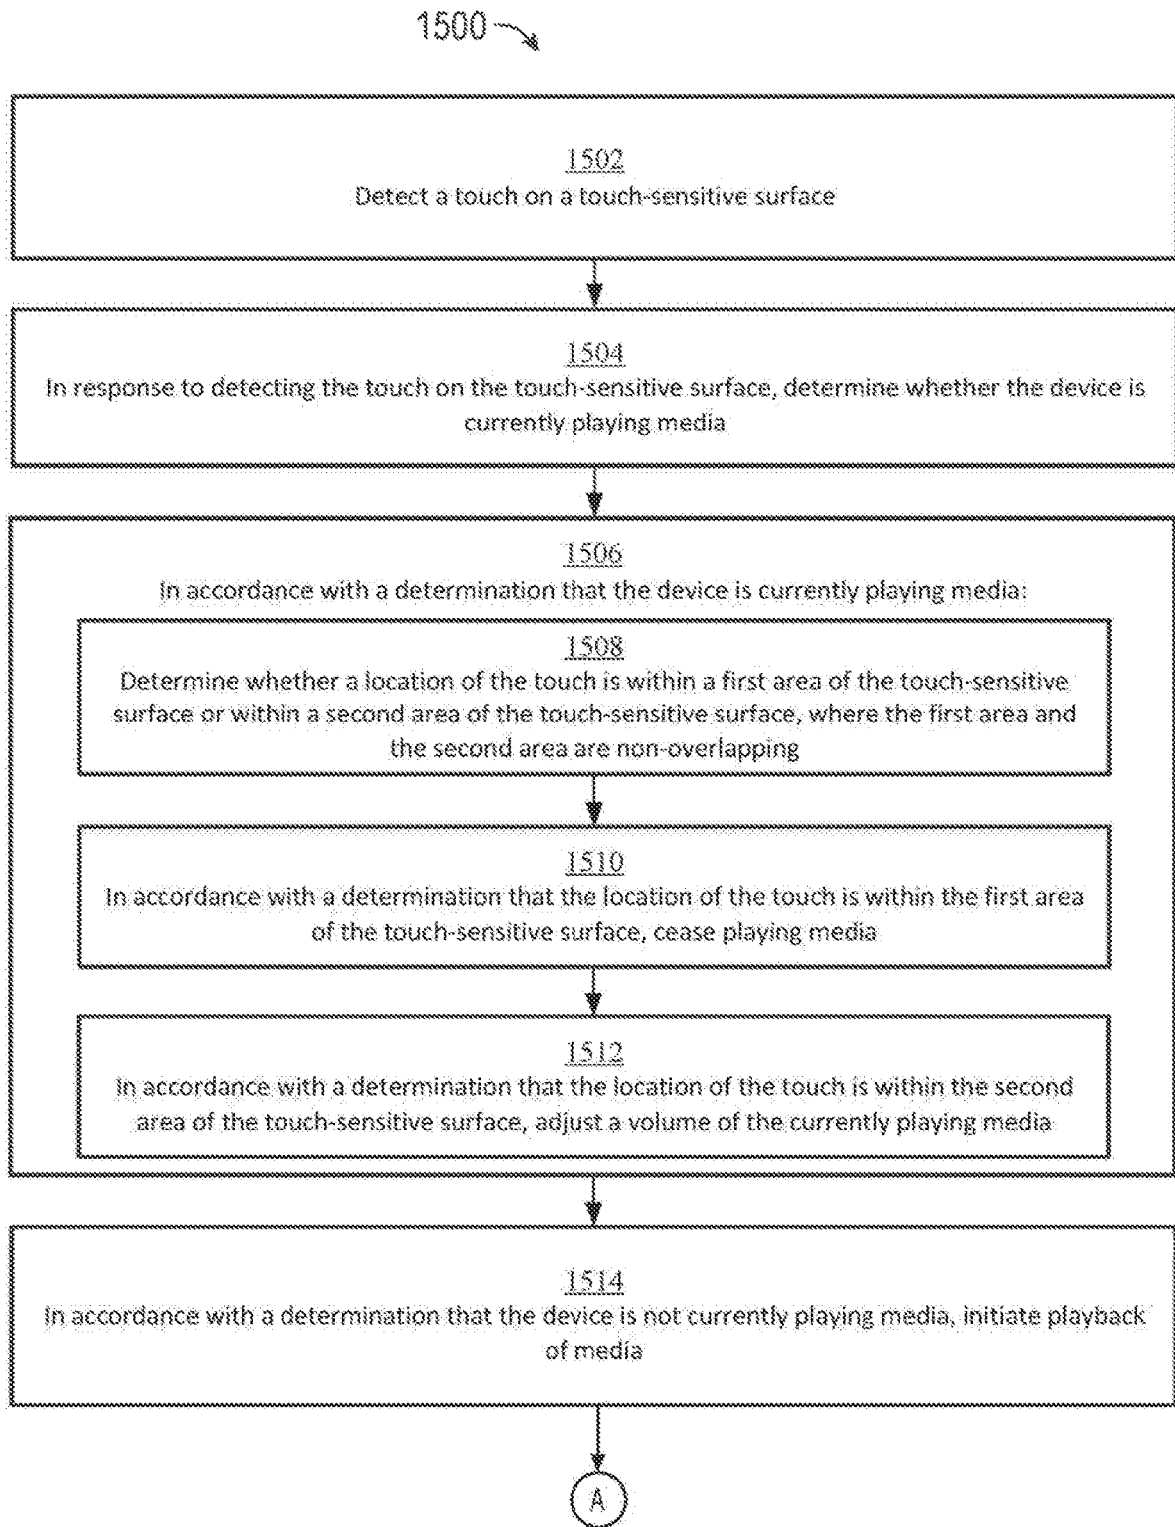 1500
1502
Detect a touch on a touch-sensitive surface
1504
In response to detecting the touch on the touch-sensitive surface, determine whether the device is
currently playing media
1506
In accordance with a determination that the device is currently playing media:
1508
Determine whether a location of the touch is within a first area of the touch-sensitive
surface or within a second area of the touch-sensitive surface, where the first area and
the second area are non-overlapping
1510
In accordance with a determination that the location of the touch is within the first area
of the touch-sensitive surface, cease playing media
1512
In accordance with a determination that the location of the touch is within the second
area of the touch-sensitive surface, adjust a volume of the currently playing media
1514
In accordance with a determination that the device is not currently playing media, initiate playback
of media
A